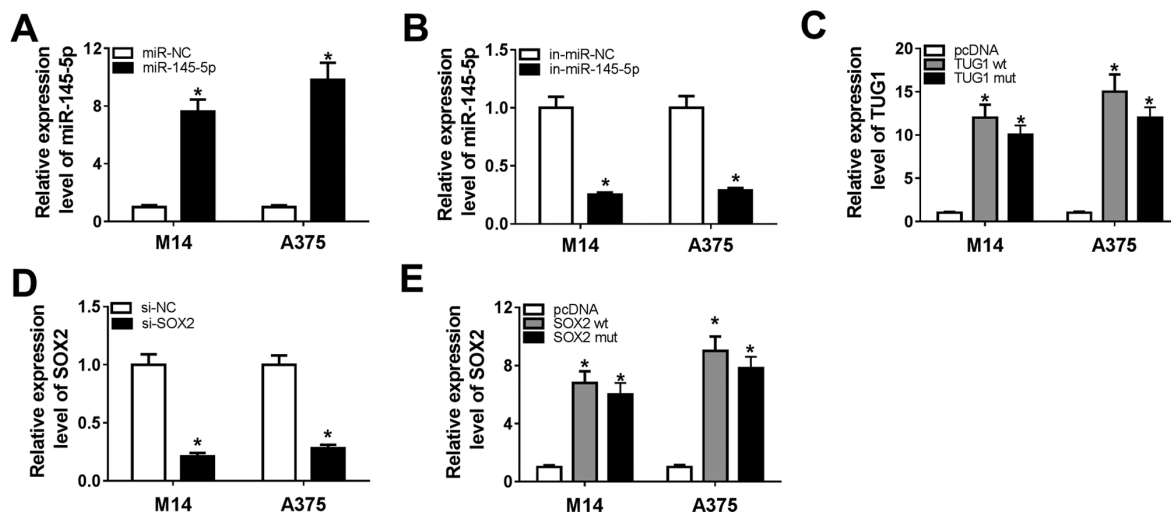 A
Relative expression
level of miR-145-5p
miR-NC
miR-145-5p
12
8
4
0
*
*
M14
A375
B
Relative expression
level of miR-145-5p
in-miR-NC
in-miR-145-5p
1.5
1.0
0.5
0.0
*
*
M14
A375
C
Relative expression
level of TUG1
pcDNA
TUG1 wt
TUG1 mut
20
15
10
5
0
*
*
*
*
M14
A375
D
Relative expression
level of SOX2
si-NC
si-SOX2
1.5
1.0
0.5
0.0
*
*
M14
A375
E
Relative expression
level of SOX2
pcDNA
SOX2 wt
SOX2 mut
12
8
4
0
*
*
*
*
M14
A375